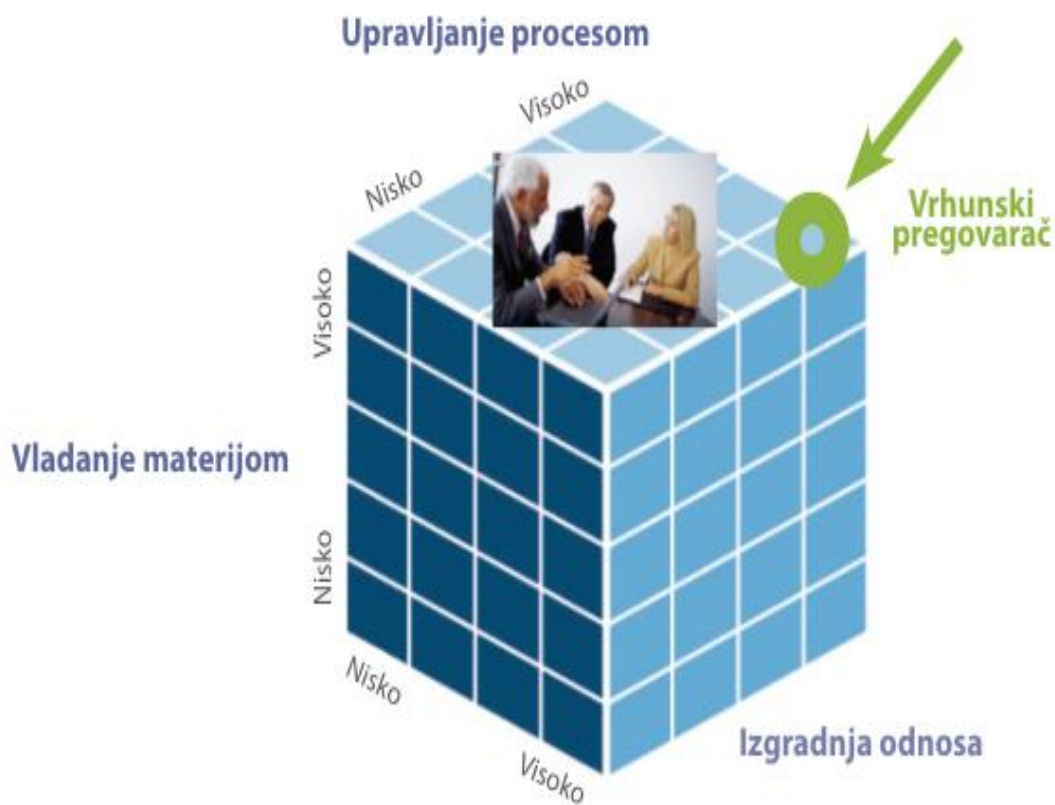 Upravljanje procesom
Visoko
Nisko
Vrhunski
pregovarač
Visoko
Vladanje materijom
Nisko
Nisko
Visoko
Izgradnja odnosa